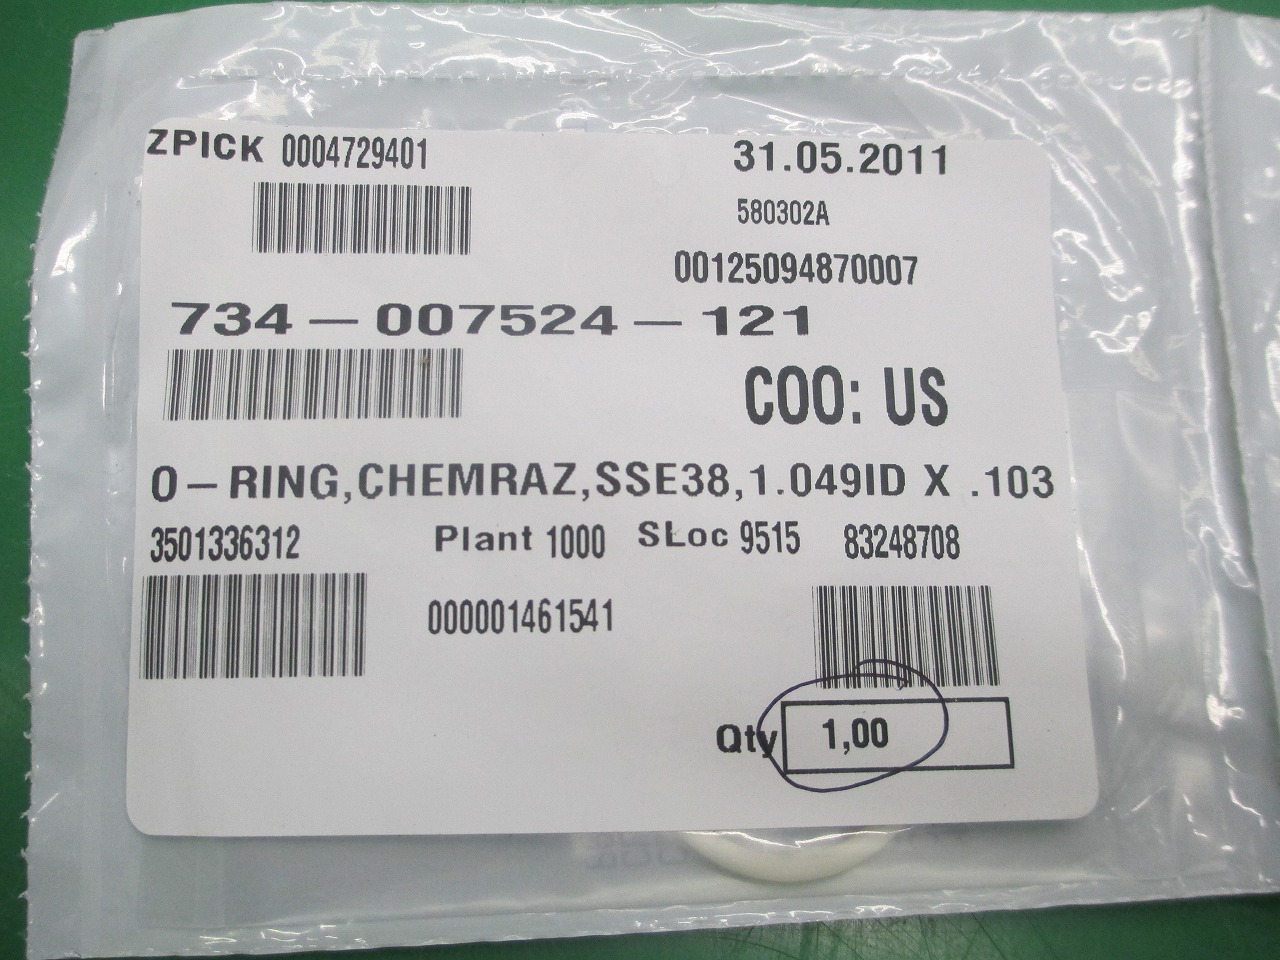 ZPICK 0004729401
31.05.2011
580302A
00125094870007
734-007524-121
COO: US
O-RING,CHEMRAZ,SSE38,1.049ID X .103
3501336312 Plant 1000 SLoc 9515 83248708
000001461541
Qty 1,00